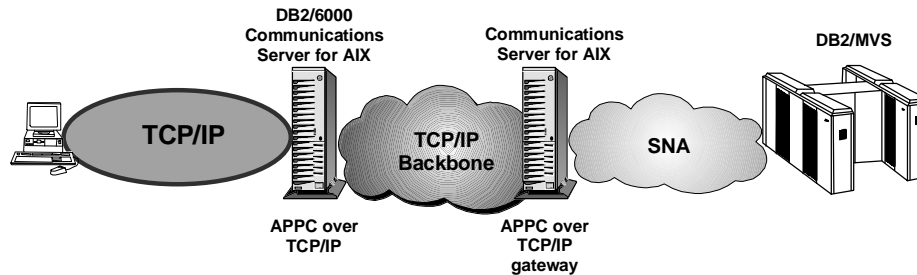 DB2/6000
Communications
Server for AIX
Communications
Server for AIX
DB2/MVS
TCP/IP
TCP/IP
Backbone
SNA
APPC over
TCP/IP
APPC over
TCP/IP
gateway